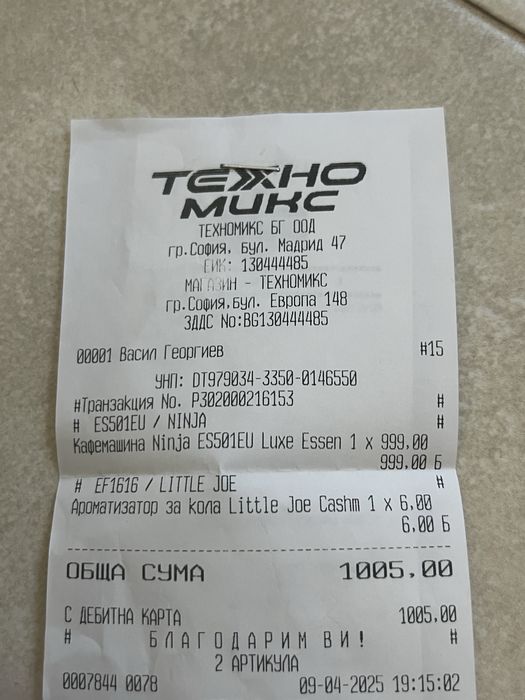 ТЕХНО
МИКС
ТЕХНОМИКС БГ ООД
гр.София, бул. Мадрид 47
ЕИК: 130444485
МАГАЗИН - ТЕХНОМИКС
гр.София,бул. Европа 148
ЗДДС No:BG130444485
00001 Васил Георгиев #15
УНП: DT979034-3350-0146550
#Транзакция No. P302000216153 #
# ES501EU / NINJA #
Кафемашина Ninja ES501EU Luxe Essen 1 x 999,00
999,00 Б
# EF1616 / LITTLE JOE #
Ароматизатор за кола Little Joe Cashm 1 x 6.00
6.00 Б
ОБЩА СУМА 1005,00
С ДЕБИТНА КАРТА 1005.00
# Б Л А Г О Д А Р И М В И ! #
2 АРТИКУЛА
0007844 0078 09-04-2025 19:15:02